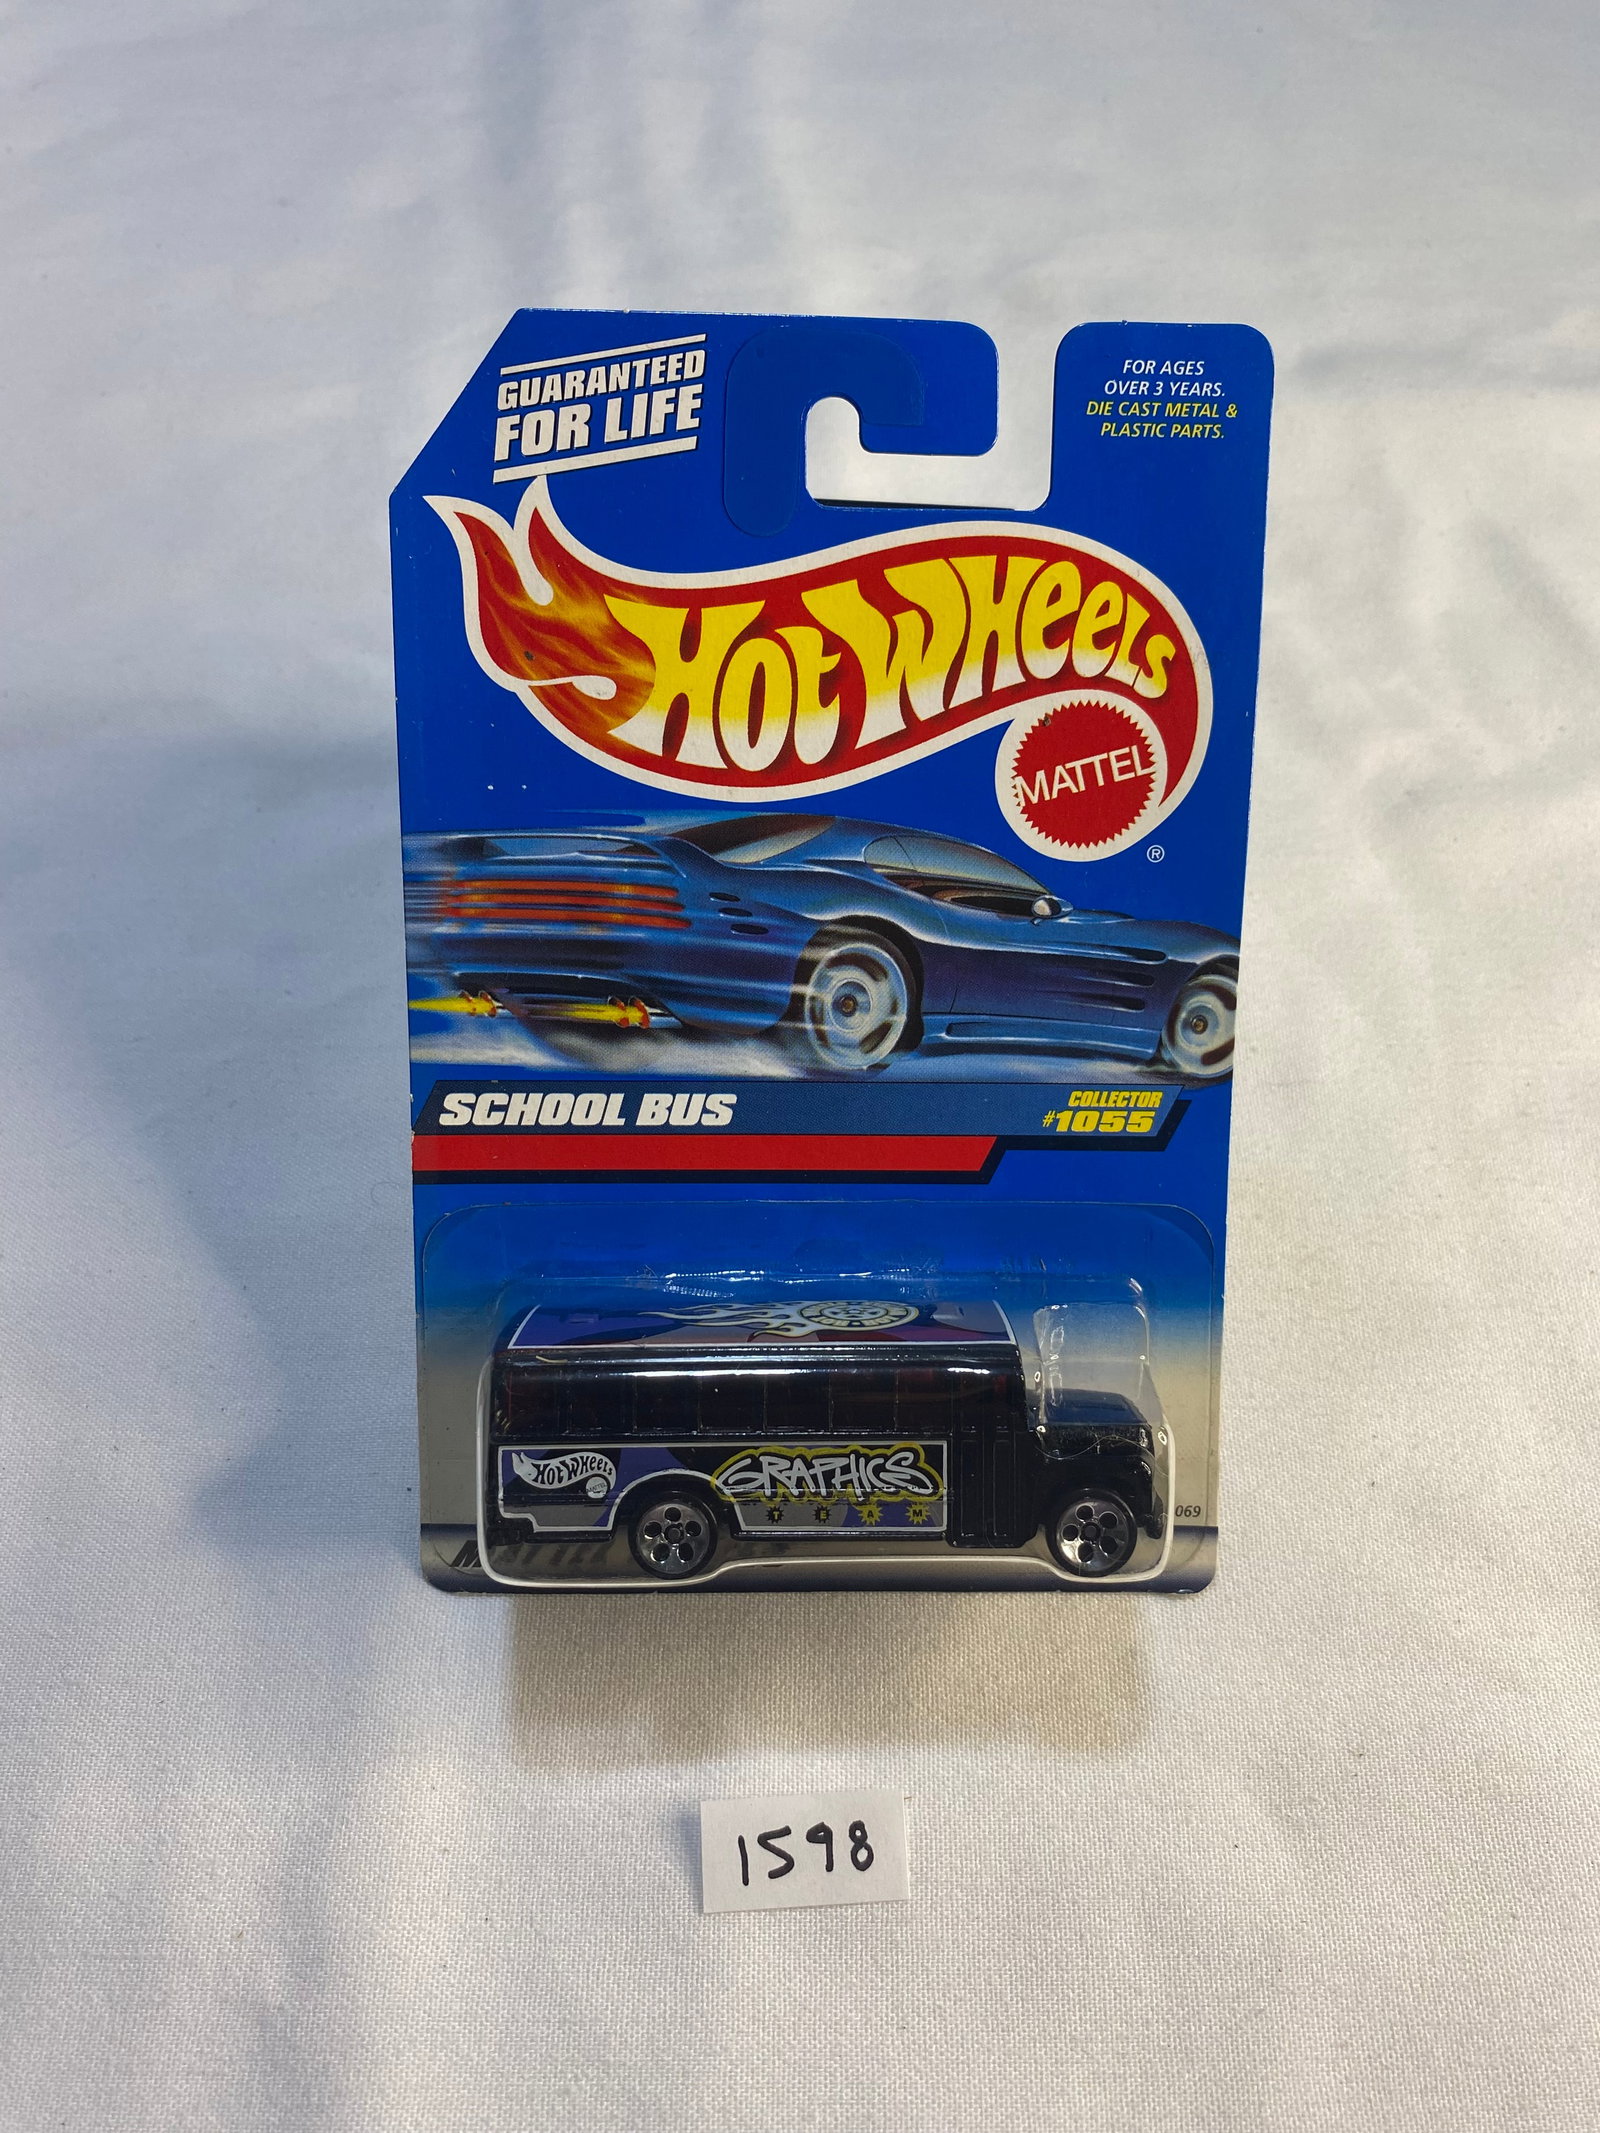 GUARANTEED
FOR LIFE
FOR AGES
OVER 3 YEARS.
DIE CAST METAL &
PLASTIC PARTS.
HOT WHEELS
MATTEL
®
SCHOOL BUS
COLLECTOR
#1055
HOT WHEELS
MATTEL
GRAPHICS
TEAM
069
1598